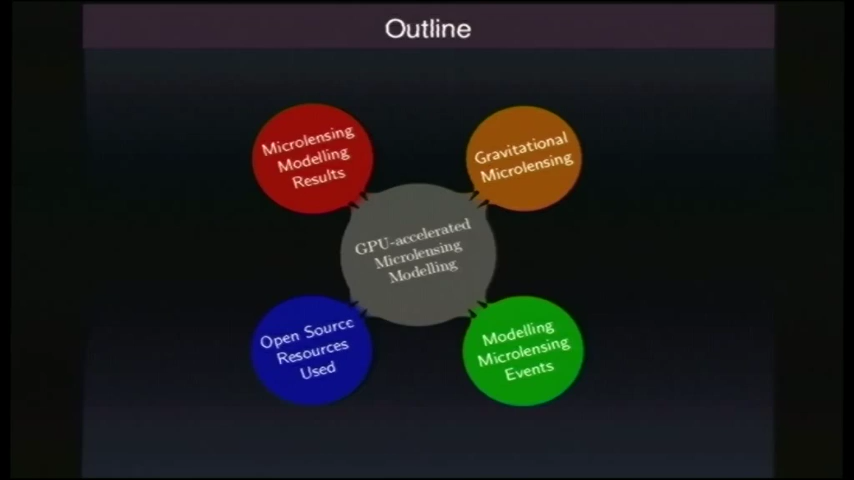 Outline
Microlensing
Modelling
Results
Gravitational
Microlensing
GPU-accelerated
Microlensing
Modelling
Open Source
Resources
Used
Modelling
Microlensing
Events